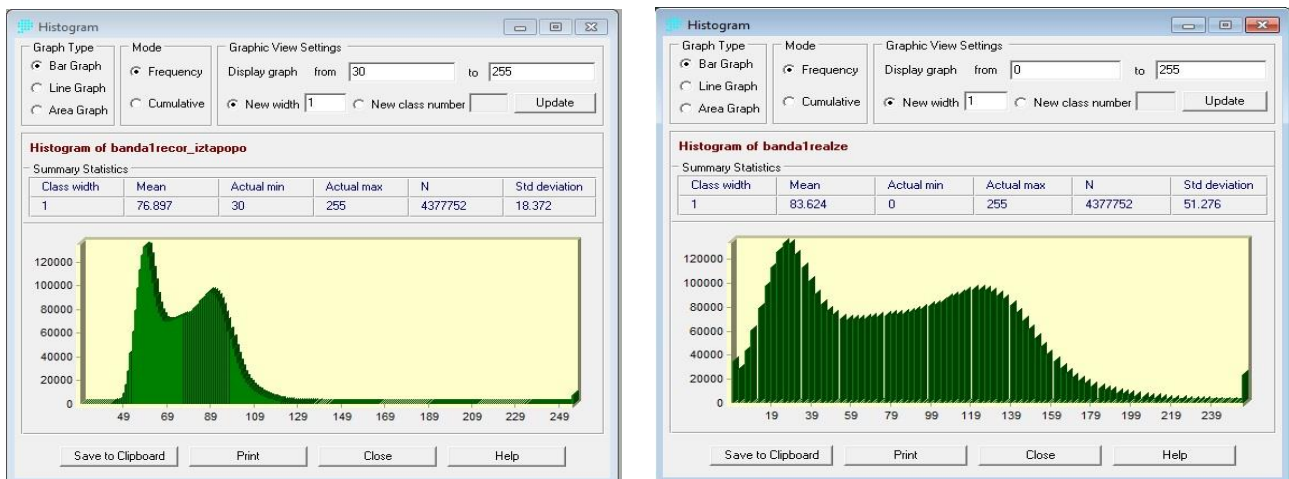 Histogram
Graph Type
Bar Graph
Line Graph
Area Graph
Mode
Frequency
Cumulative
Graphic View Settings
Display graph from 30 to 255
New width 1 New class number Update
Histogram of banda1recor_iztapopo
Summary Statistics
Class width Mean Actual min Actual max N Std deviation
1 76.897 30 255 4377752 18.372
120000
100000
80000
60000
40000
20000
0
49 69 89 109 129 149 169 189 209 229 249
Save to Clipboard Print Close Help
Histogram
Graph Type
Bar Graph
Line Graph
Area Graph
Mode
Frequency
Cumulative
Graphic View Settings
Display graph from 0 to 255
New width 1 New class number Update
Histogram of banda1realze
Summary Statistics
Class width Mean Actual min Actual max N Std deviation
1 83.624 0 255 4377752 51.276
120000
100000
80000
60000
40000
20000
0
19 39 59 79 99 119 139 159 179 199 219 239
Save to Clipboard Print Close Help